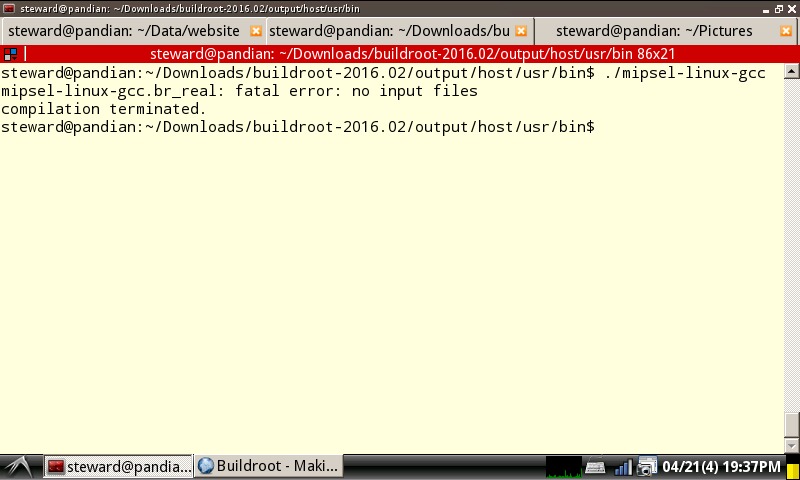 steward@pandian: ~/Downloads/buildroot-2016.02/output/host/usr/bin
steward@pandian: ~/Data/website
steward@pandian: ~/Downloads/bu
steward@pandian: ~/Pictures
steward@pandian: ~/Downloads/buildroot-2016.02/output/host/usr/bin 86x21
steward@pandian:~/Downloads/buildroot-2016.02/output/host/usr/bin$ ./mipsel-linux-gcc
mipsel-linux-gcc.br_real: fatal error: no input files
compilation terminated.
steward@pandian:~/Downloads/buildroot-2016.02/output/host/usr/bin$
steward@pandia...
Buildroot - Maki...
04/21(4) 19:37PM